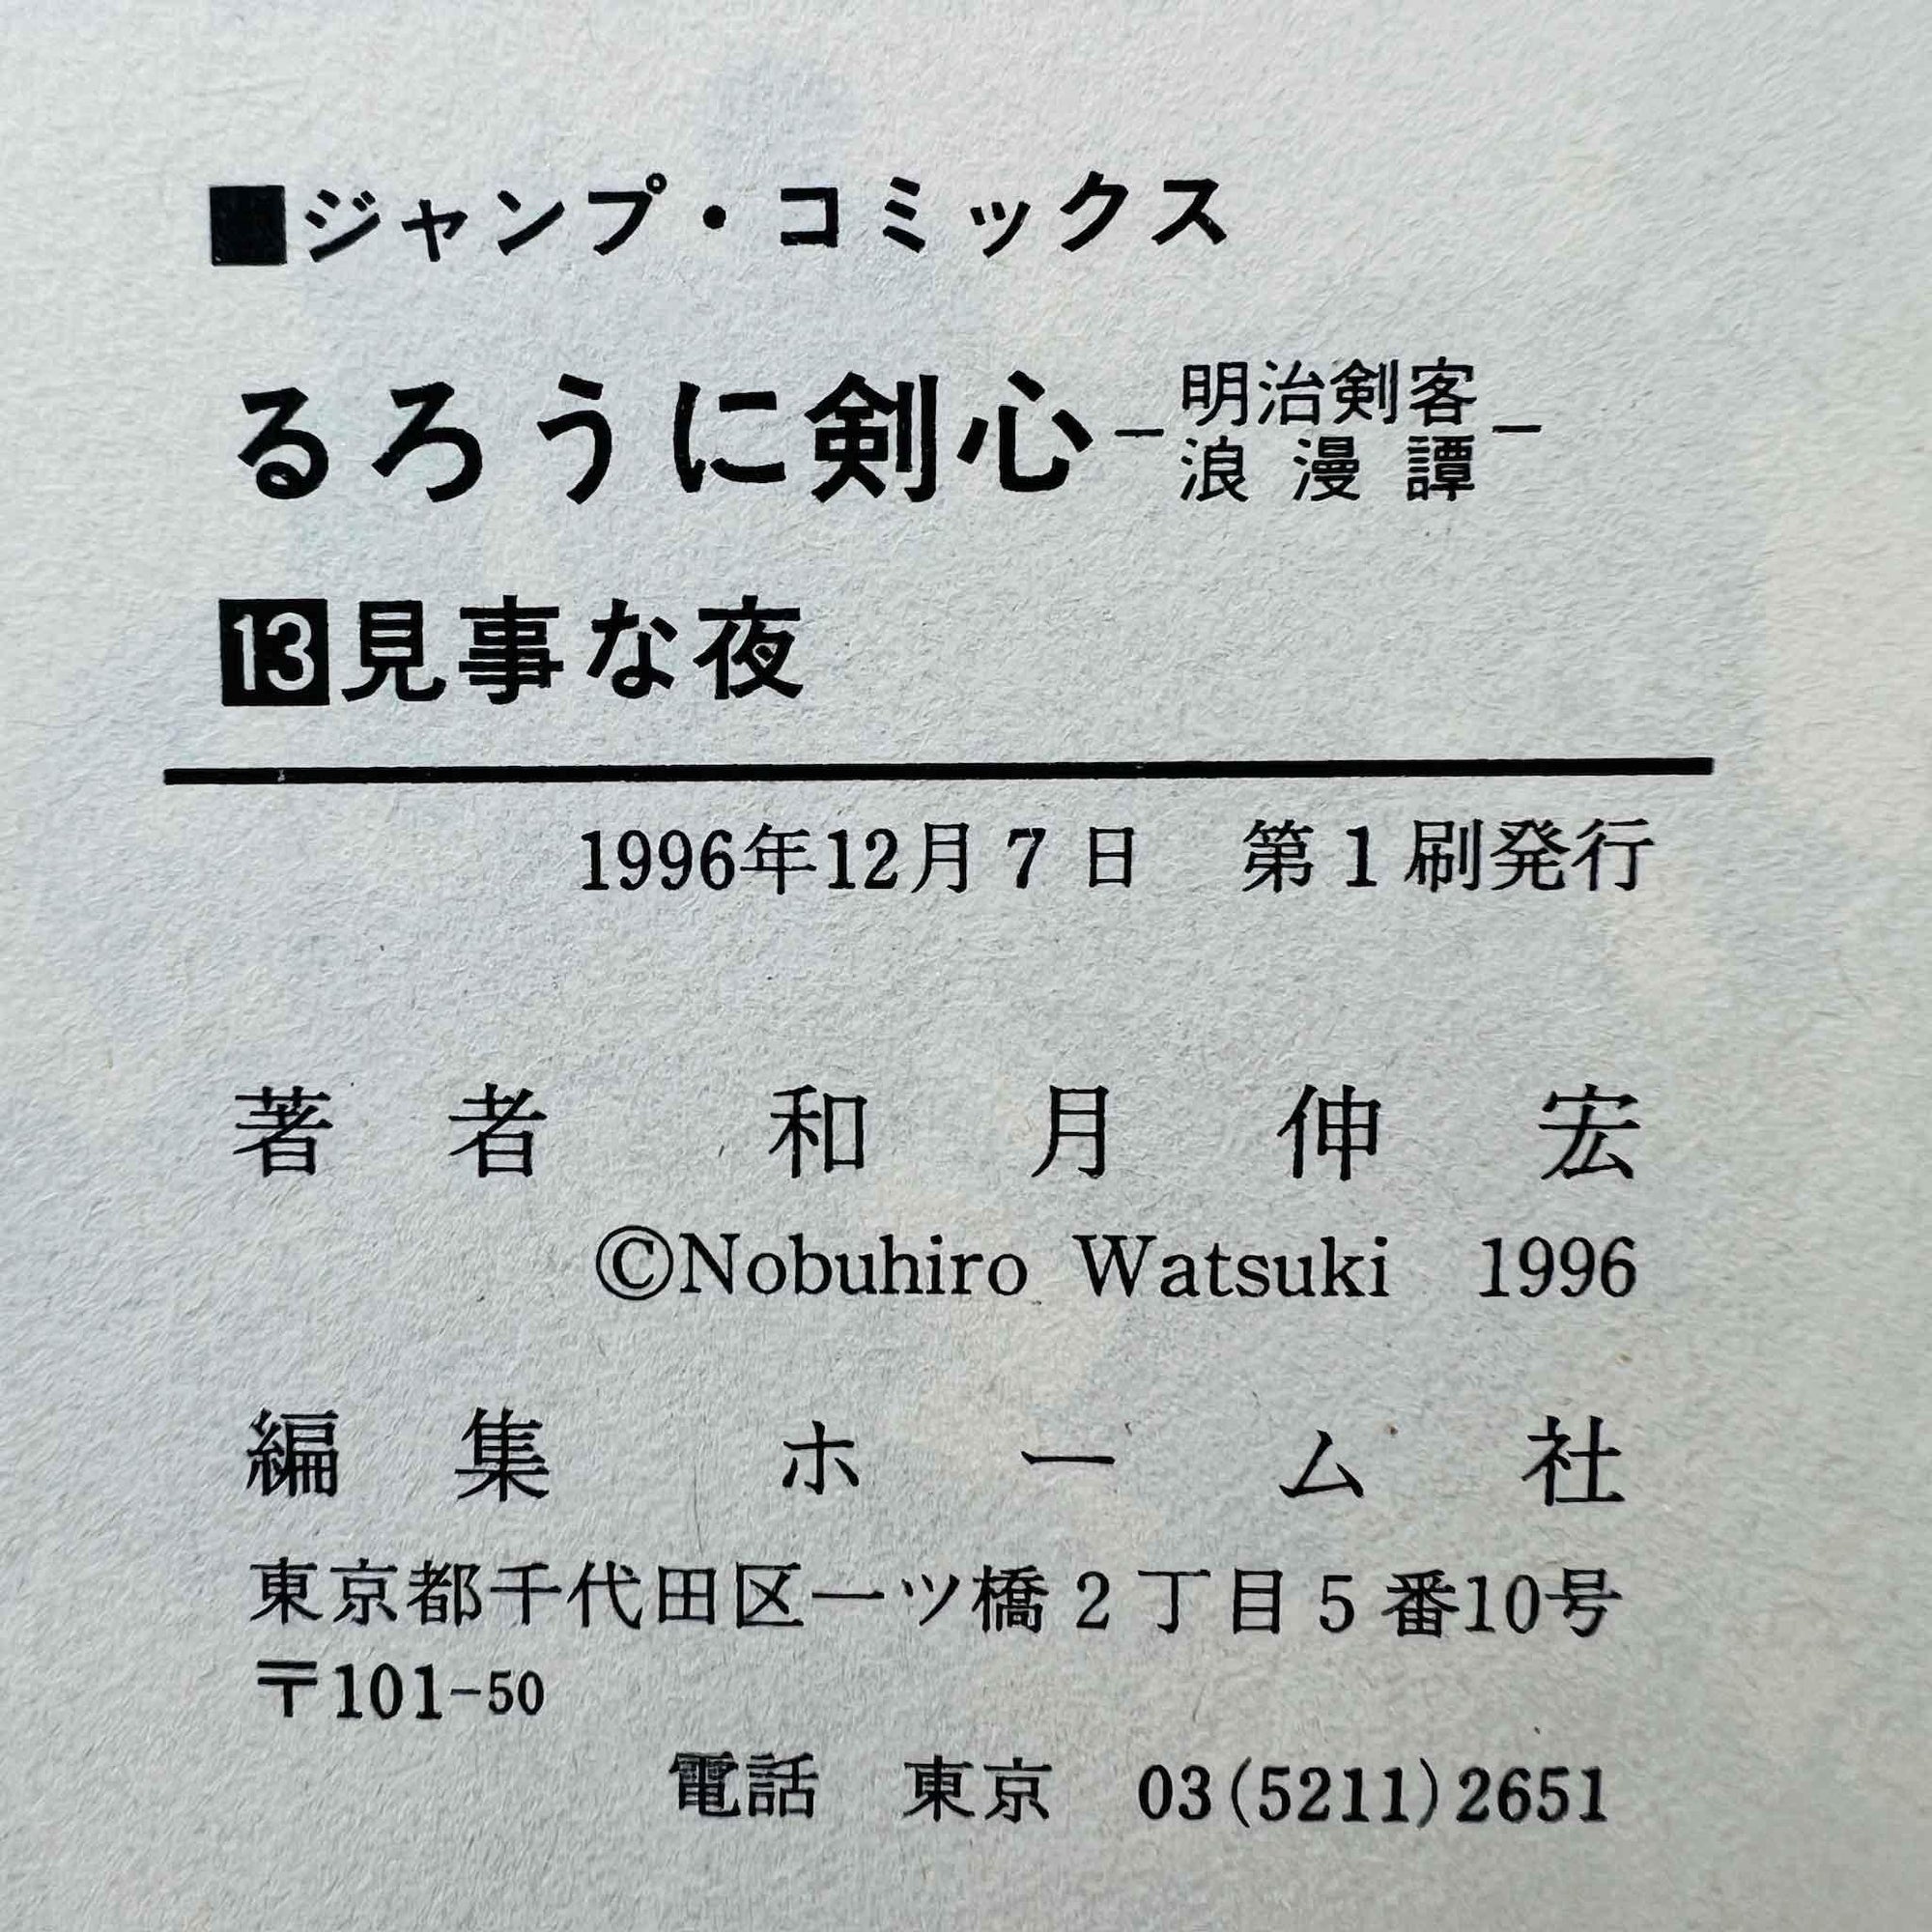 ■ジャンプ・コミックス
るろうに剣心－明治剣客浪漫譚－
13見事な夜
1996年12月7日 第1刷発行
著者 和月伸宏
©Nobuhiro Watsuki 1996
編集 ホーム社
東京都千代田区一ツ橋2丁目5番10号
〒101-50
電話 東京 03(5211)2651